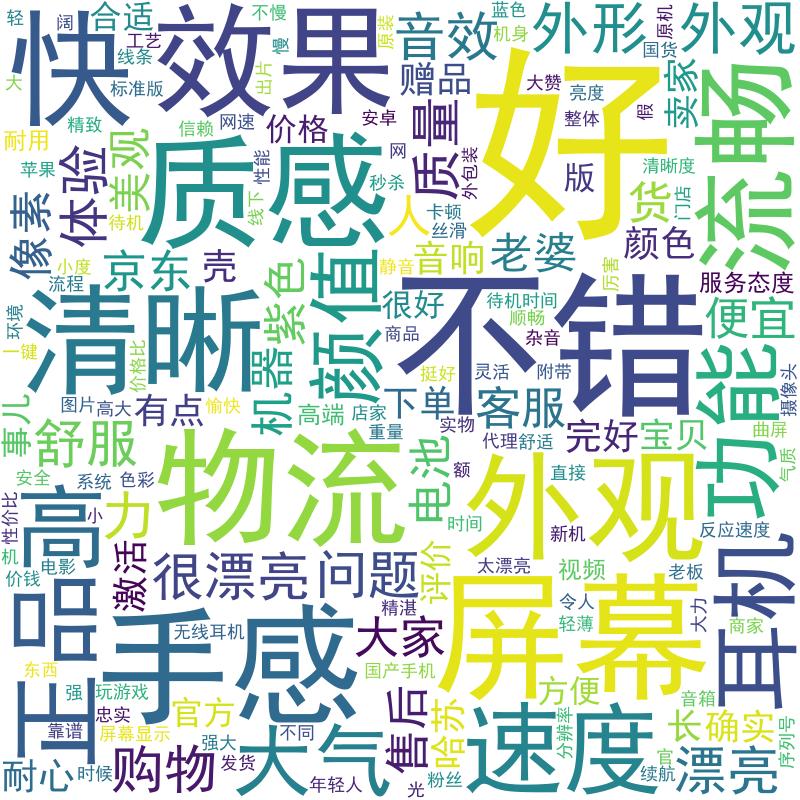 轻
阔
合适
不慢
慢
原装
音效
蓝色
机身
外形
原机
外观
快
效果
工艺
线条
出片
国货
大
标准版
赠品
大赞
亮度
卖家
流畅
精致
信赖
网速
价格
安卓
质量
好
整体
假
耐用
美观
体验
质感
性能
网
外包装
版
清晰度
苹果
秒杀
像素
待机
线下
人
卡顿
丝滑
货
门店
颜色
小度
京东
壳
静音
音响
老婆
厉害
服务态度
流程
紫色
颜值
很好
待机时间
顺畅
不错
便宜
环境
清晰
商品
杂音
一键
价格比
机器
挺好
灵活
附带
功能
摄像头
图片
高大
有点
愉快
高端
店家
下单
客服
曲屏
事儿
舒服
重量
实物
代理
舒适
完好
宝贝
气质
安全
系统
色彩
物流
电池
额
外观
直接
性价比
高
小
力
时间
新机
反应速度
机
价钱
电影
激活
很漂亮
问题
评价
太漂亮
视频
老板
耳机
正品
精湛
屏幕
令人
轻薄
大力
手感
无线耳机
大家
商家
东西
国产手机
强
玩游戏
方便
音箱
靠谱
忠实
官方
售后
哈苏
长
确实
序列号
屏幕显示
强大
不同
大气
速度
分辨率
官
耐心
时候
购物
发货
年轻人
光
粉丝
续航
漂亮